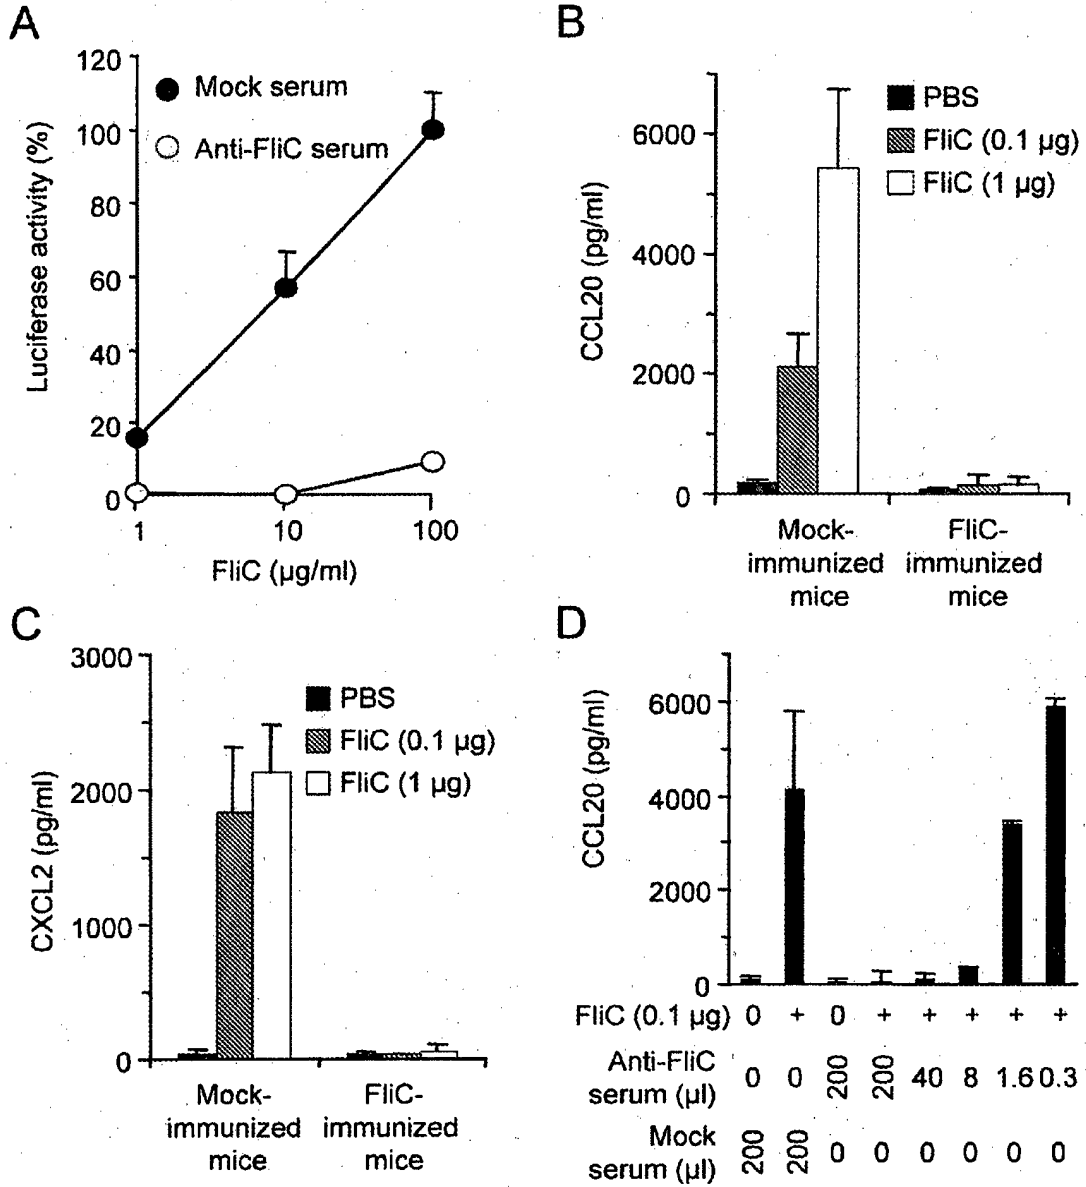 A
120
100
80
60
40
20
0
Luciferase activity (%)
Mock serum
Anti-FliC serum
1 10 100
FliC (µg/ml)
B
6000
4000
2000
0
CCL20 (pg/ml)
PBS
FliC (0.1 µg)
FliC (1 µg)
Mock-
immunized
mice
FliC-
immunized
mice
C
3000
2000
1000
0
CXCL2 (pg/ml)
PBS
FliC (0.1 µg)
FliC (1 µg)
Mock-
immunized
mice
FliC-
immunized
mice
D
6000
4000
2000
0
CCL20 (pg/ml)
FliC (0.1 µg) 0 + 0 + + + + +
Anti-FliC
serum (µl) 0 0 200 200 40 8 1.6 0.3
Mock
serum (µl) 200 200 0 0 0 0 0 0